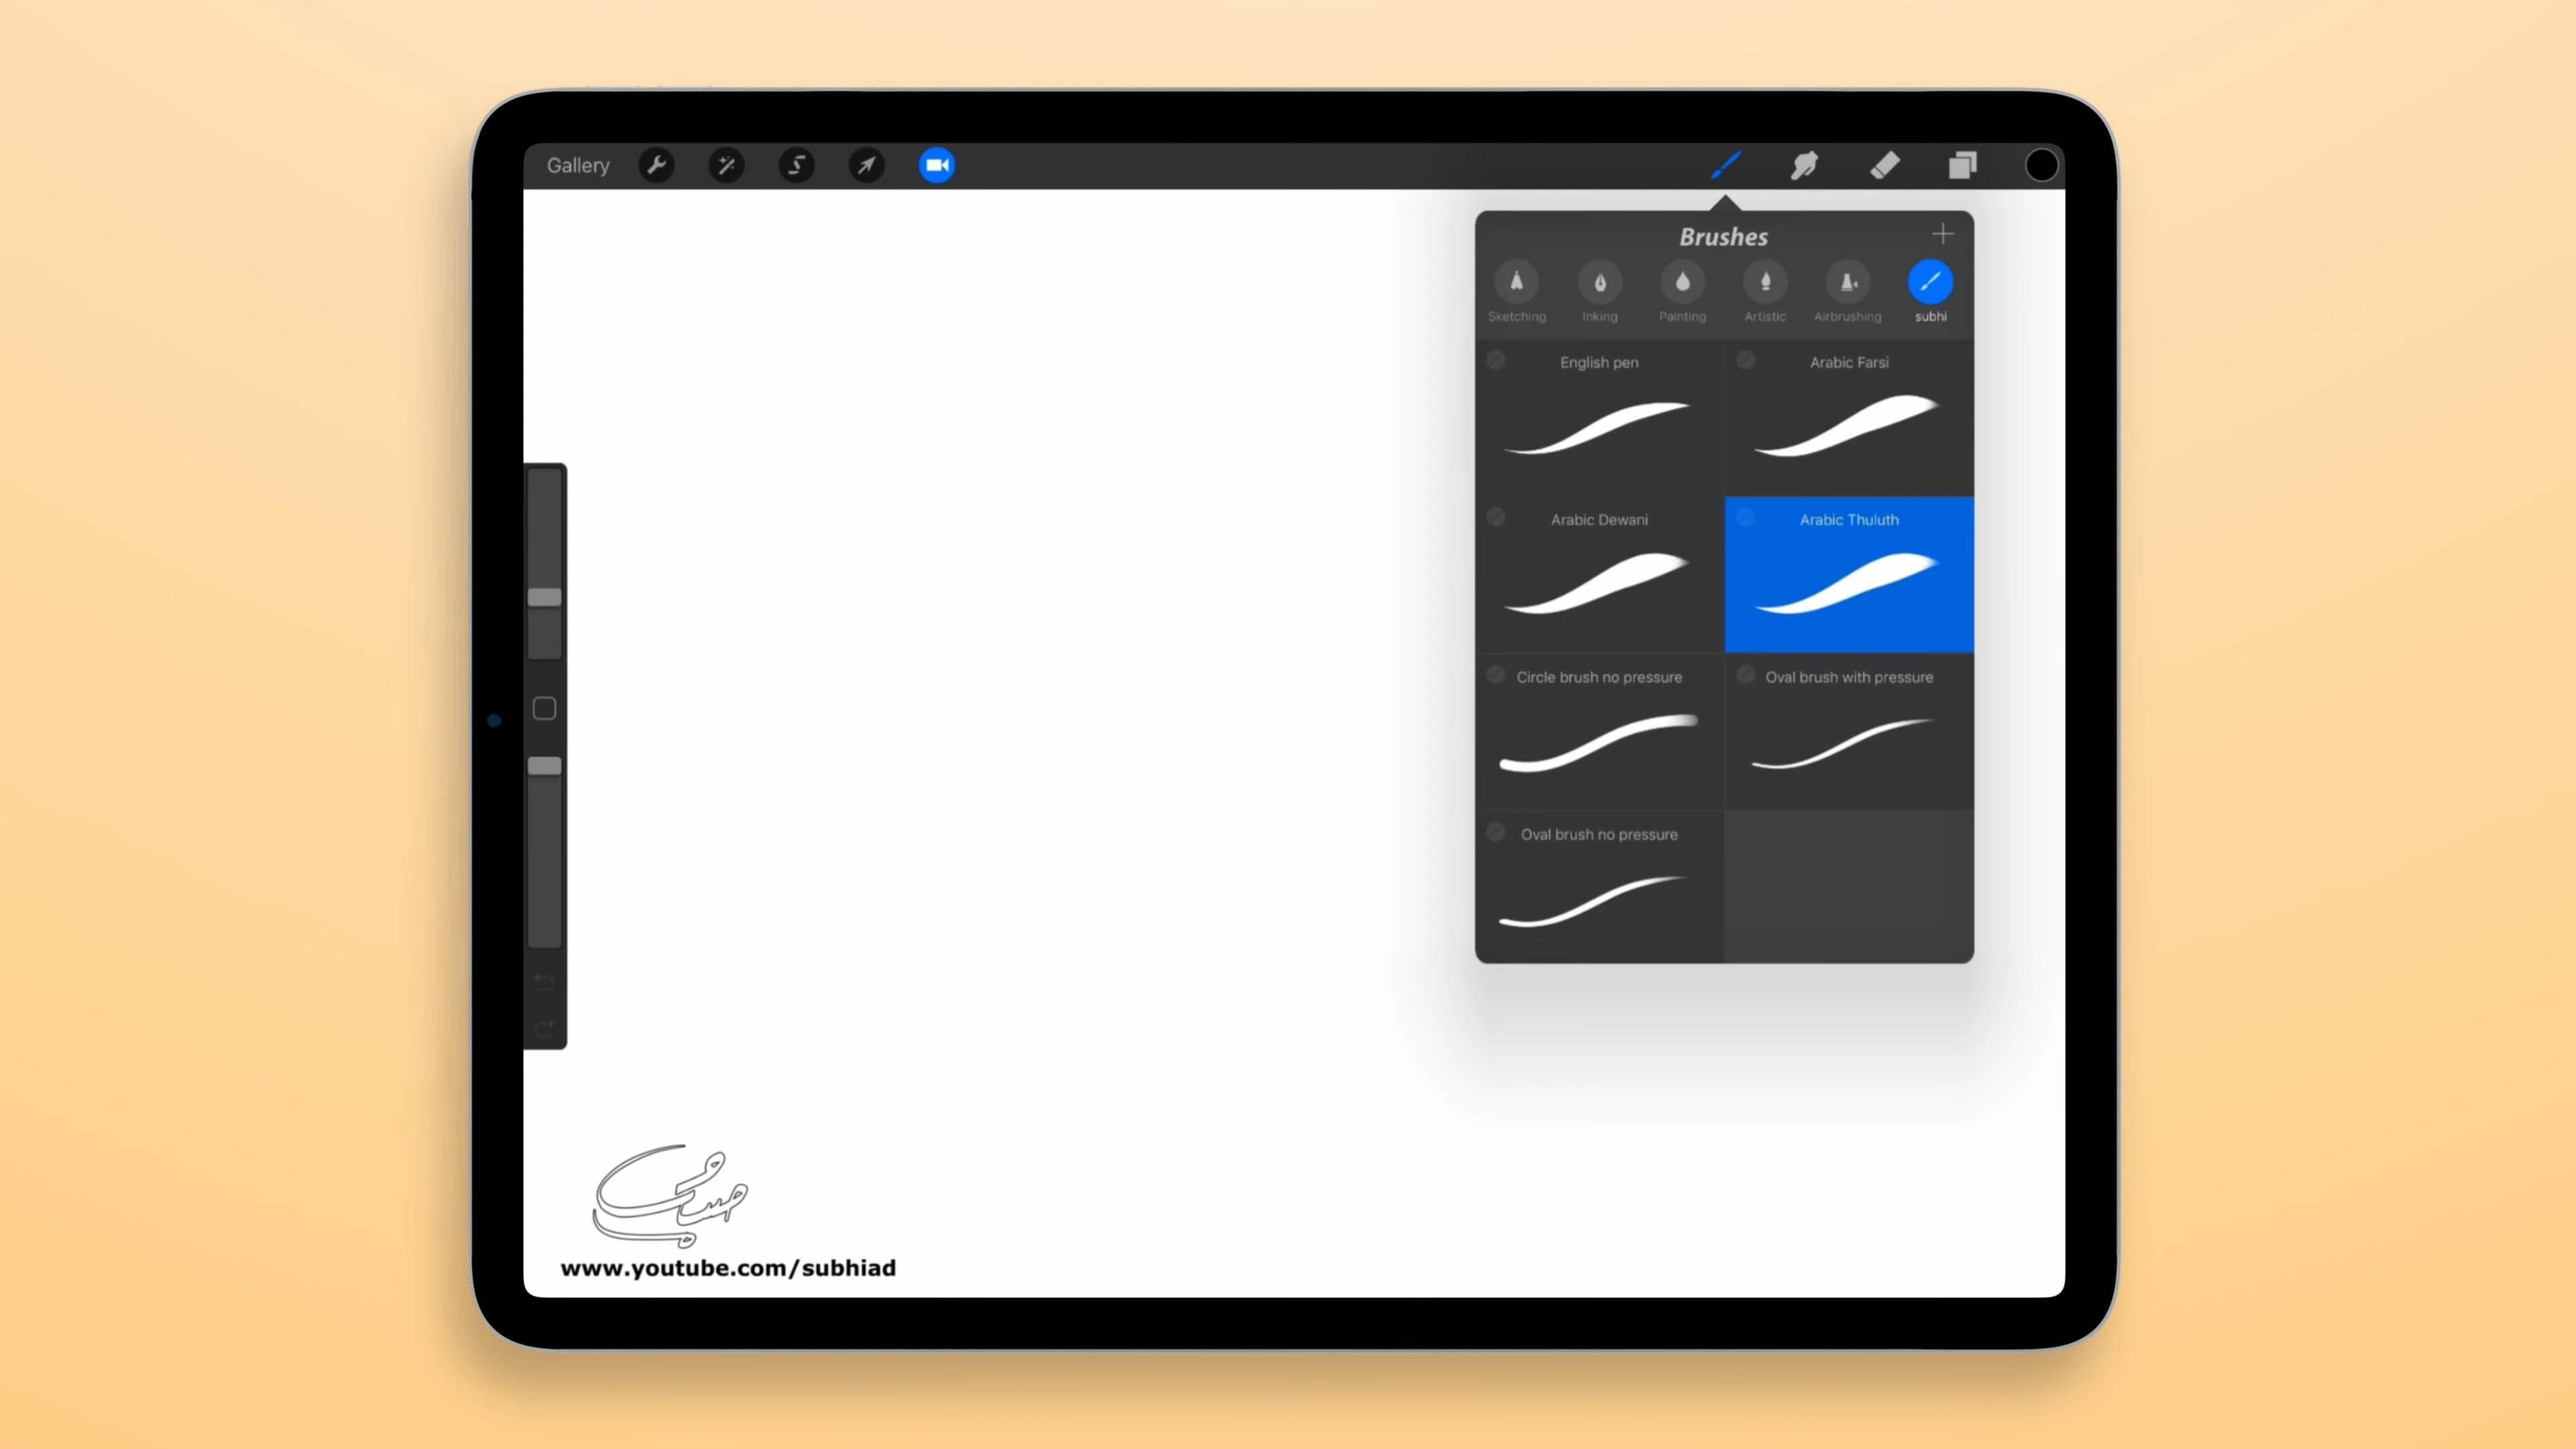 Gallery
Brushes
Sketching Inking Painting Artistic Airbrushing subhi
English pen Arabic Farsi
Arabic Dewani Arabic Thuluth
Circle brush no pressure Oval brush with pressure
Oval brush no pressure
www.youtube.com/subhiad